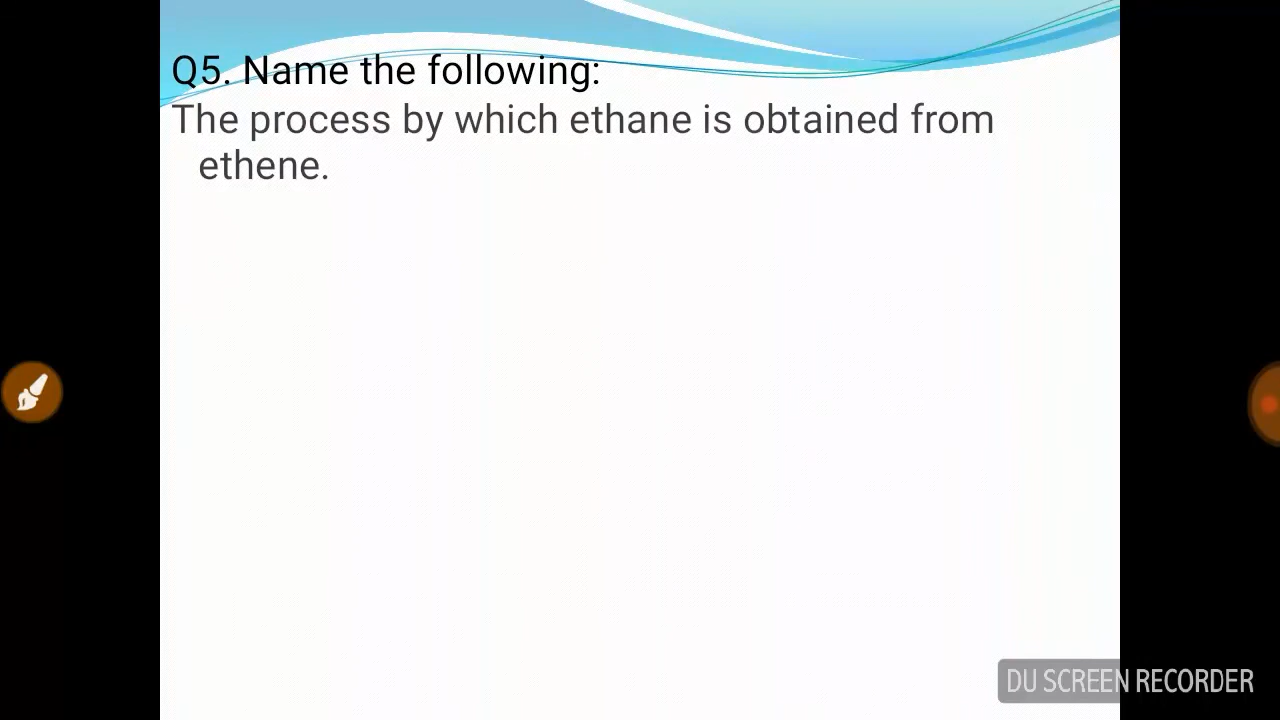 Q5. Name the following:
The process by which ethane is obtained from
ethene.
DU SCREEN RECORDER